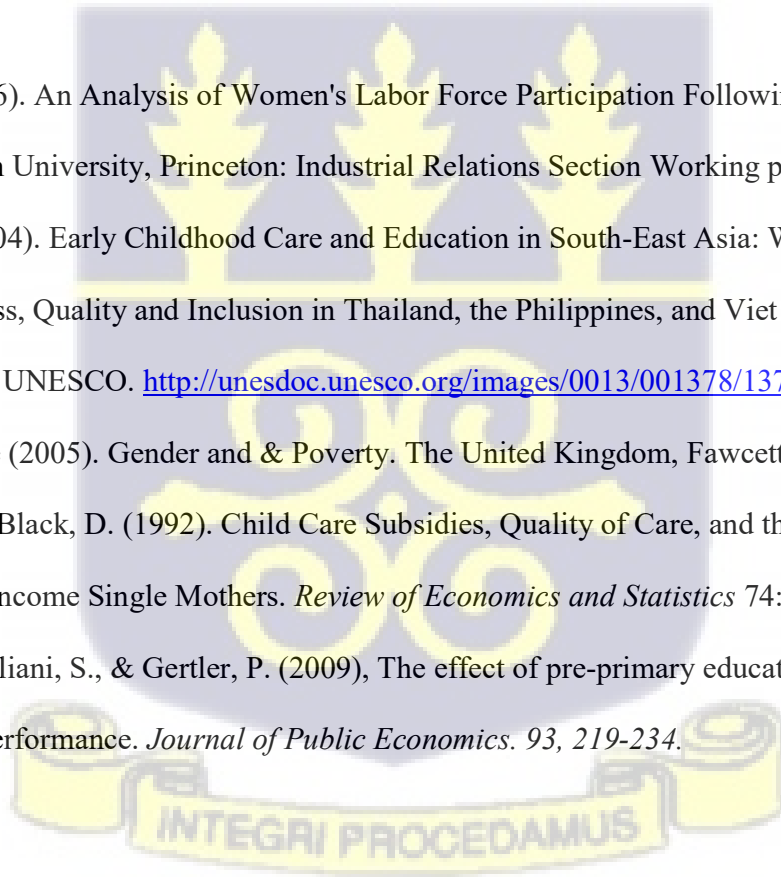 6). An Analysis of Women's Labor Force Participation Followi
University, Princeton: Industrial Relations Section Working p
04). Early Childhood Care and Education in South-East Asia: W
ss, Quality and Inclusion in Thailand, the Philippines, and Viet
UNESCO. http://unesdoc.unesco.org/images/0013/001378/137
(2005). Gender and & Poverty. The United Kingdom, Fawcett
Black, D. (1992). Child Care Subsidies, Quality of Care, and th
ncome Single Mothers. Review of Economics and Statistics 74:
liani, S., & Gertler, P. (2009), The effect of pre-primary educat
erformance. Journal of Public Economics. 93, 219-234.
INTEGRI PROCEDAMUS